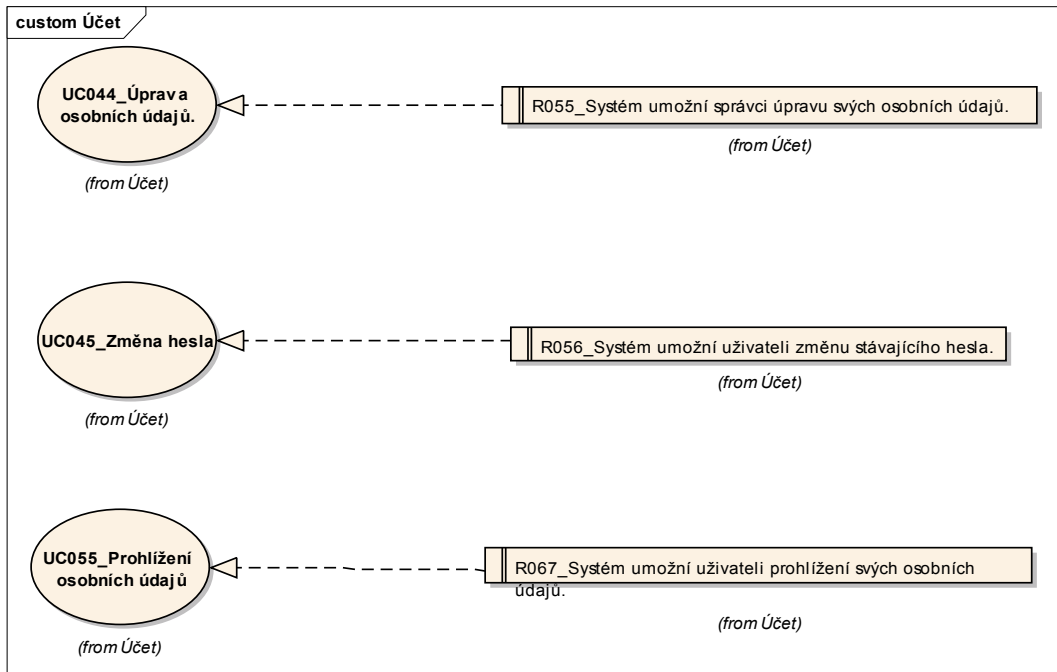 custom Účet
UC044_Úprava
osobních údajů.
R055_Systém umožní správci úpravu svých osobních údajů.
(from Účet)
(from Účet)
UC045_Změna hesla
R056_Systém umožní uživateli změnu stávajícího hesla.
(from Účet)
(from Účet)
UC055_Prohlížení
osobních údajů
R067_Systém umožní uživateli prohlížení svých osobních
údajů.
(from Účet)
(from Účet)